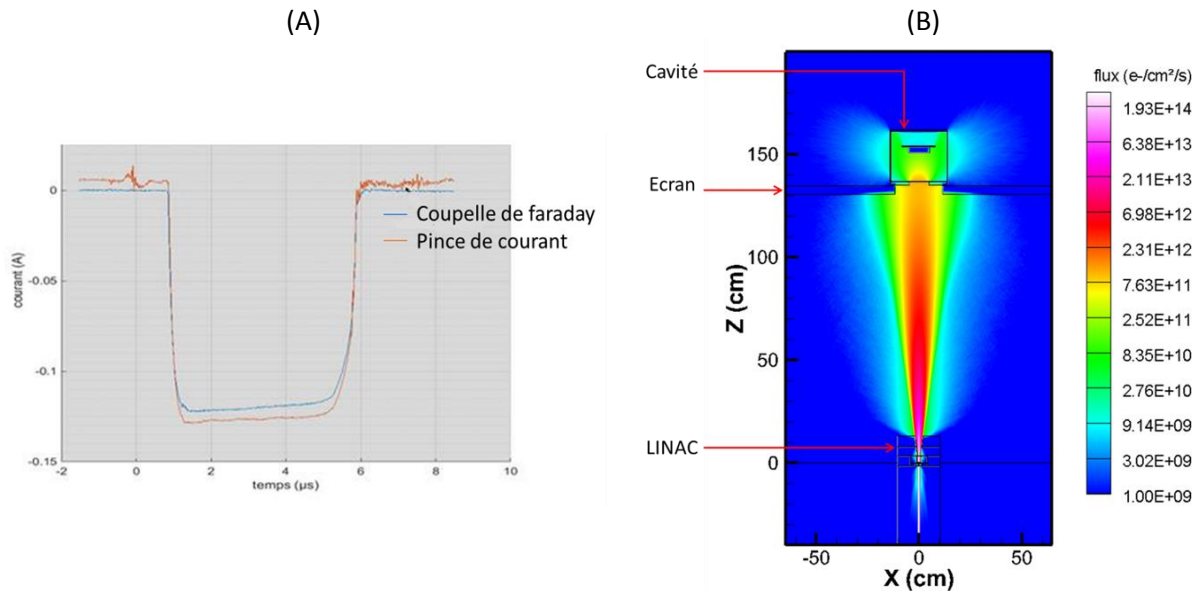 (A)
(B)
0
-0.05
-0.1
-0.15
courant (A)
-2
0
2
4
6
8
10
temps (µs)
Coupelle de faraday
Pince de courant
Cavité
Ecran
LINAC
150
100
50
0
Z (cm)
-50
0
50
X (cm)
flux (e-/cm²/s)
1.93E+14
6.38E+13
2.11E+13
6.98E+12
2.31E+12
7.63E+11
2.52E+11
8.35E+10
2.76E+10
9.14E+09
3.02E+09
1.00E+09